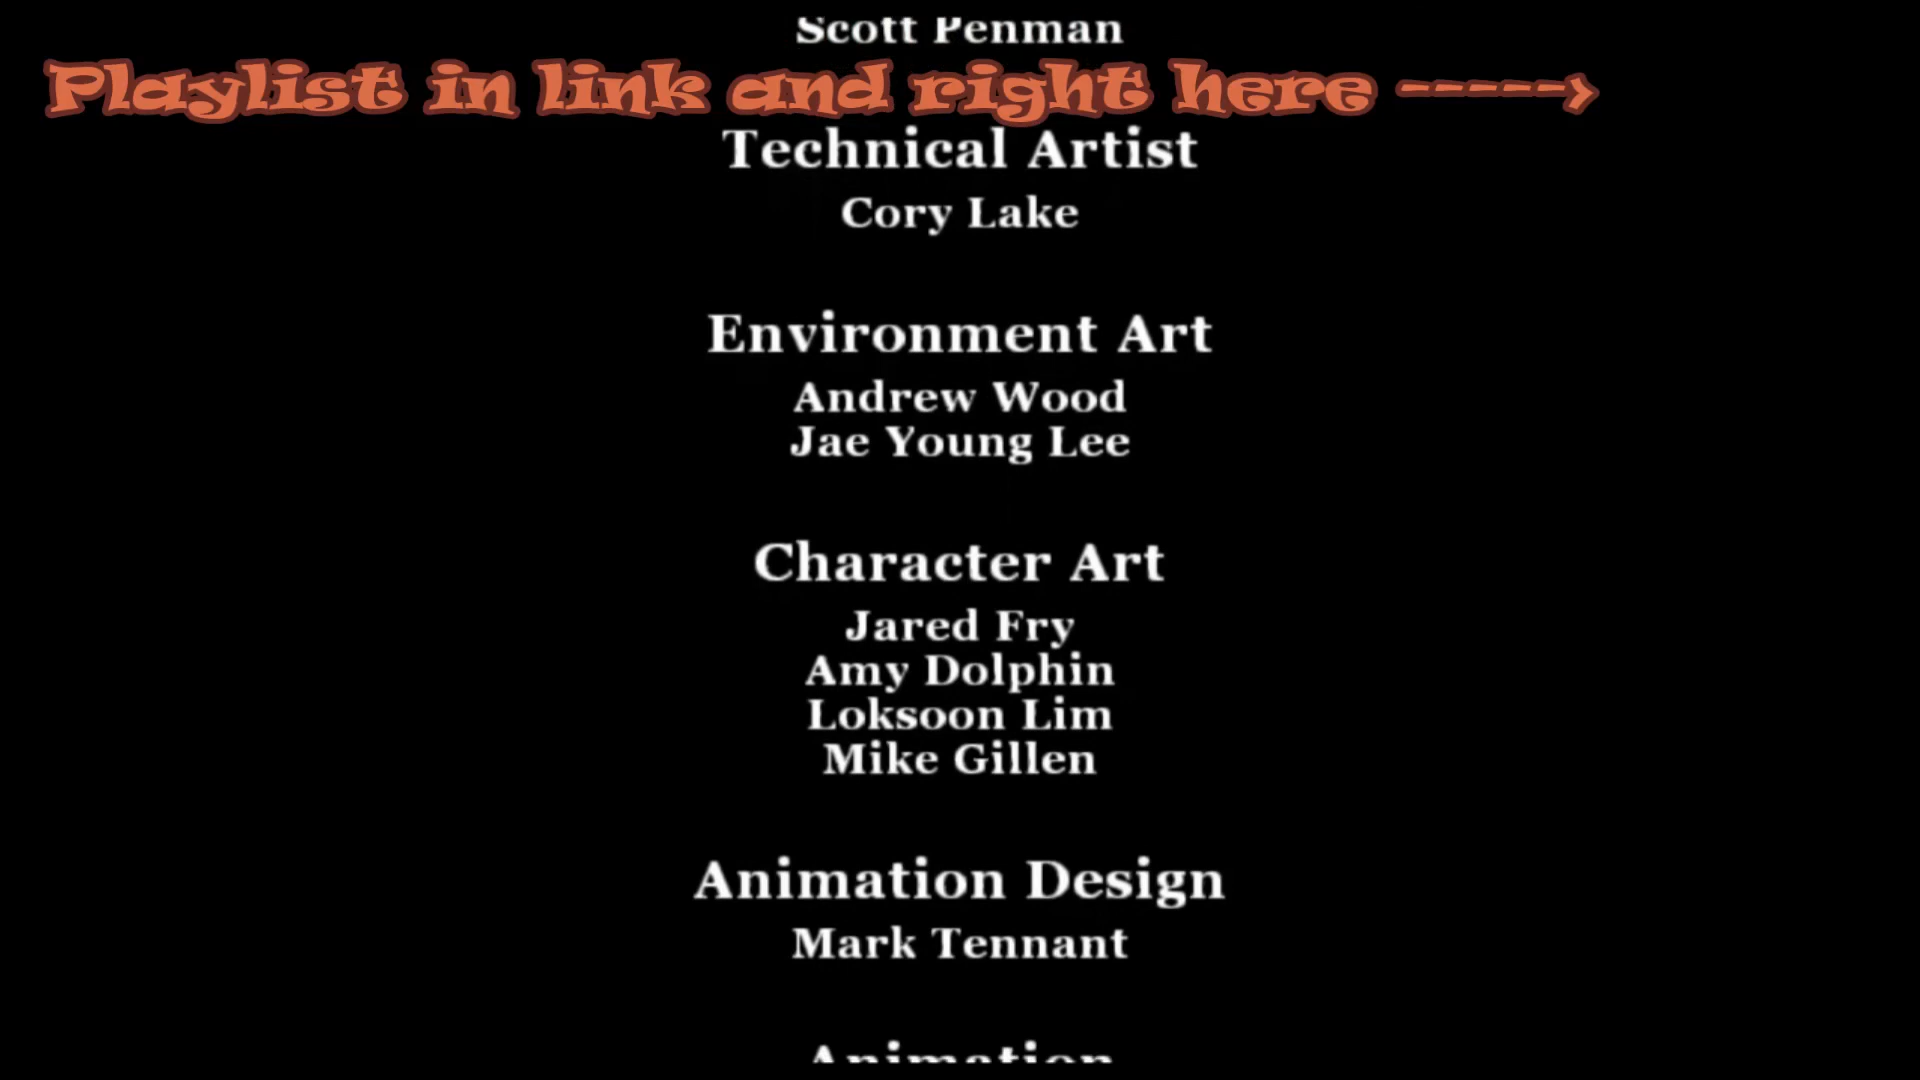 Scott Penman
Playlist in link and right here ----->
Technical Artist
Cory Lake
Environment Art
Andrew Wood
Jae Young Lee
Character Art
Jared Fry
Amy Dolphin
Loksoon Lim
Mike Gillen
Animation Design
Mark Tennant
Animation